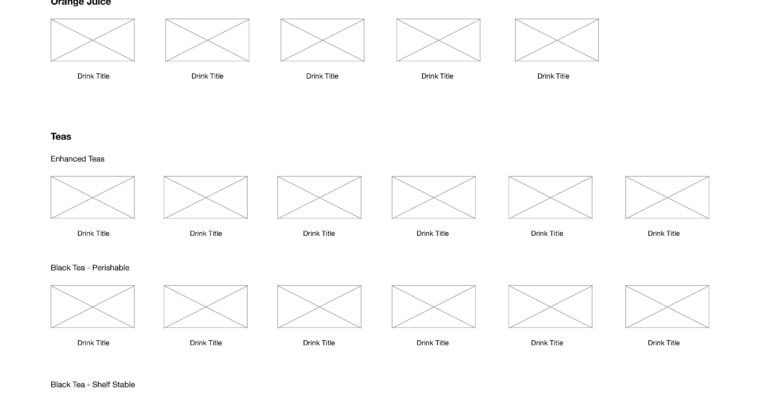 Orange Juice
Drink Title Drink Title Drink Title Drink Title Drink Title
Teas
Enhanced Teas
Drink Title Drink Title Drink Title Drink Title Drink Title Drink Title
Black Tea - Perishable
Drink Title Drink Title Drink Title Drink Title Drink Title Drink Title
Black Tea - Shelf Stable